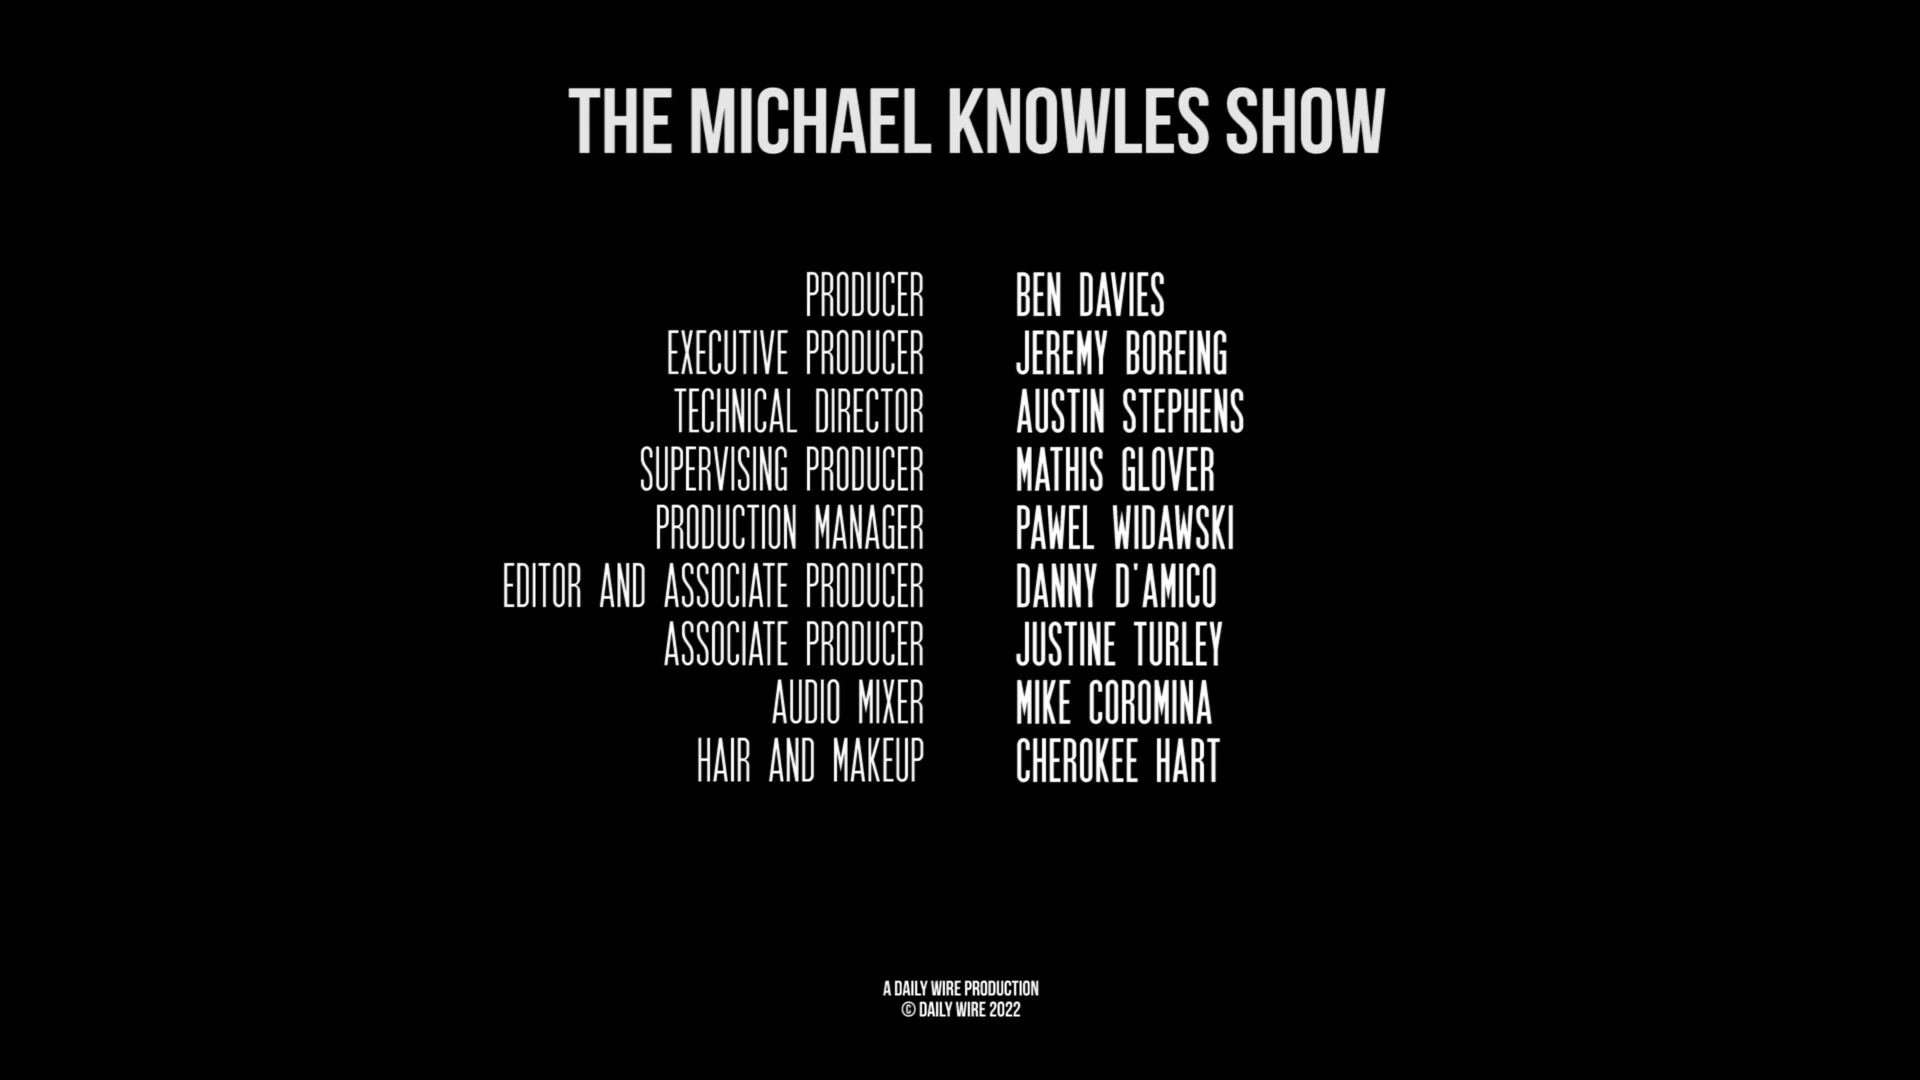 THE MICHAEL KNOWLES SHOW
PRODUCER BEN DAVIES
EXECUTIVE PRODUCER JEREMY BOREING
TECHNICAL DIRECTOR AUSTIN STEPHENS
SUPERVISING PRODUCER MATHIS GLOVER
PRODUCTION MANAGER PAWEL WIDAWSKI
EDITOR AND ASSOCIATE PRODUCER DANNY D'AMICO
ASSOCIATE PRODUCER JUSTINE TURLEY
AUDIO MIXER MIKE COROMINA
HAIR AND MAKEUP CHEROKEE HART
A DAILY WIRE PRODUCTION
© DAILY WIRE 2022